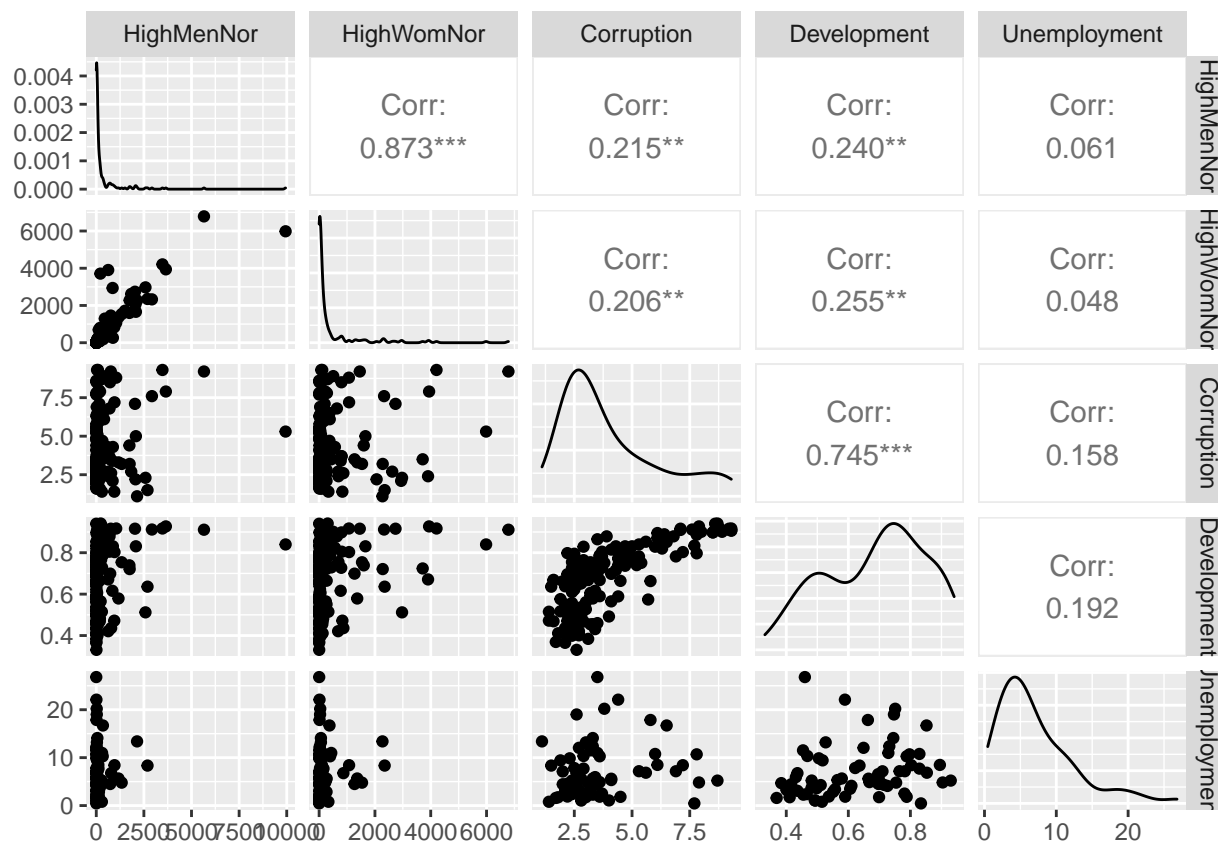 HighMenNor HighWomNor Corruption Development Unemployment
0.004
0.003
0.002
0.001
0.000
Corr:
0.873***
Corr:
0.215**
Corr:
0.240**
Corr:
0.061
HighMenNor
6000
4000
2000
0
Corr:
0.206**
Corr:
0.255**
Corr:
0.048
HighWomNor
7.5
5.0
2.5
Corr:
0.745***
Corr:
0.158
Corruption
0.8
0.6
0.4
Corr:
0.192
Development
20
10
0
Unemploymen
0 2500 5000 7500 10000
0 2000 4000 6000
2.5 5.0 7.5
0.4 0.6 0.8
0 10 20